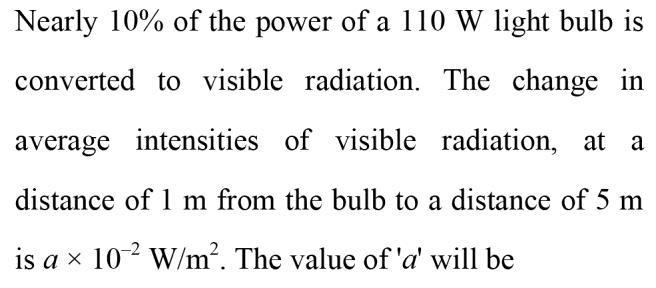 Nearly 10% of the power of a 110 W light bulb is
converted to visible radiation. The change in
average intensities of visible radiation, at a
distance of 1 m from the bulb to a distance of 5 m
is a × 10⁻² W/m². The value of 'a' will be